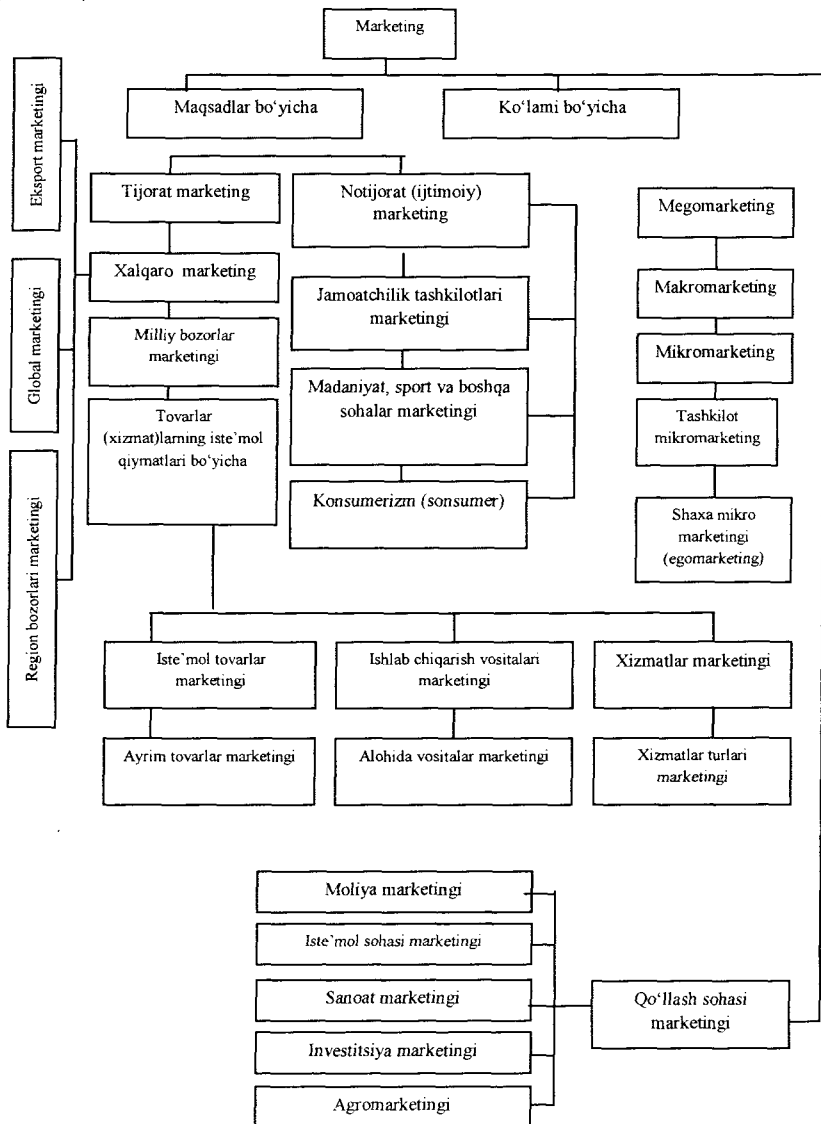 Marketing
Maqsadlar bo‘yicha
Ko‘lami bo‘yicha
Eksport marketingi
Global marketingi
Region bozorlari marketingi
Tijorat marketing
Xalqaro marketing
Milliy bozorlar
marketingi
Tovarlar
(xizmat)larning iste`mol
qiymatlari bo‘yicha
Notijorat (ijtimoiy)
marketing
Jamoatchilik tashkilotlari
marketingi
Madaniyat, sport va boshqa
sohalar marketingi
Konsumerizm (sonsumer)
Megomarketing
Makromarketing
Mikromarketing
Tashkilot
mikromarketing
Shaxa mikro
marketingi
(egomarketing)
Iste`mol tovarlar
marketingi
Ishlab chiqarish vositalari
marketingi
Xizmatlar marketingi
Ayrim tovarlar marketingi
Alohida vositalar marketingi
Xizmatlar turlari
marketingi
Moliya marketingi
Iste`mol sohasi marketingi
Sanoat marketingi
Investitsiya marketingi
Agromarketingi
Qo‘llash sohasi
marketingi